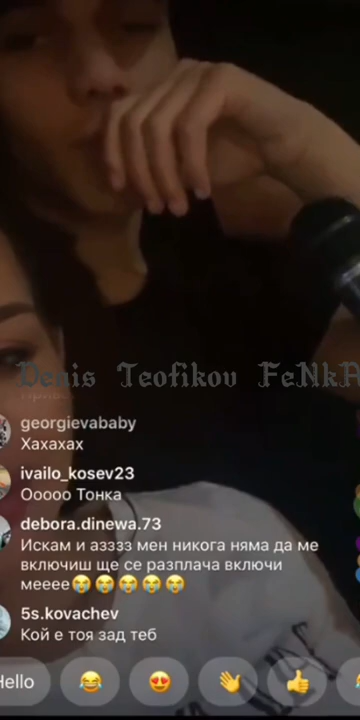 Denis Teofikov FeNkA
georgievababy
Хахахах
ivailo_kosev23
Ооооо Тонка
debora.dinewa.73
Искам и азззз мен никога няма да ме
включиш ще се разплача включи
мееее😭😭😭😭😭
5s.kovachev
Кой е тоя зад теб
Hello 😂 😍 👋 👍